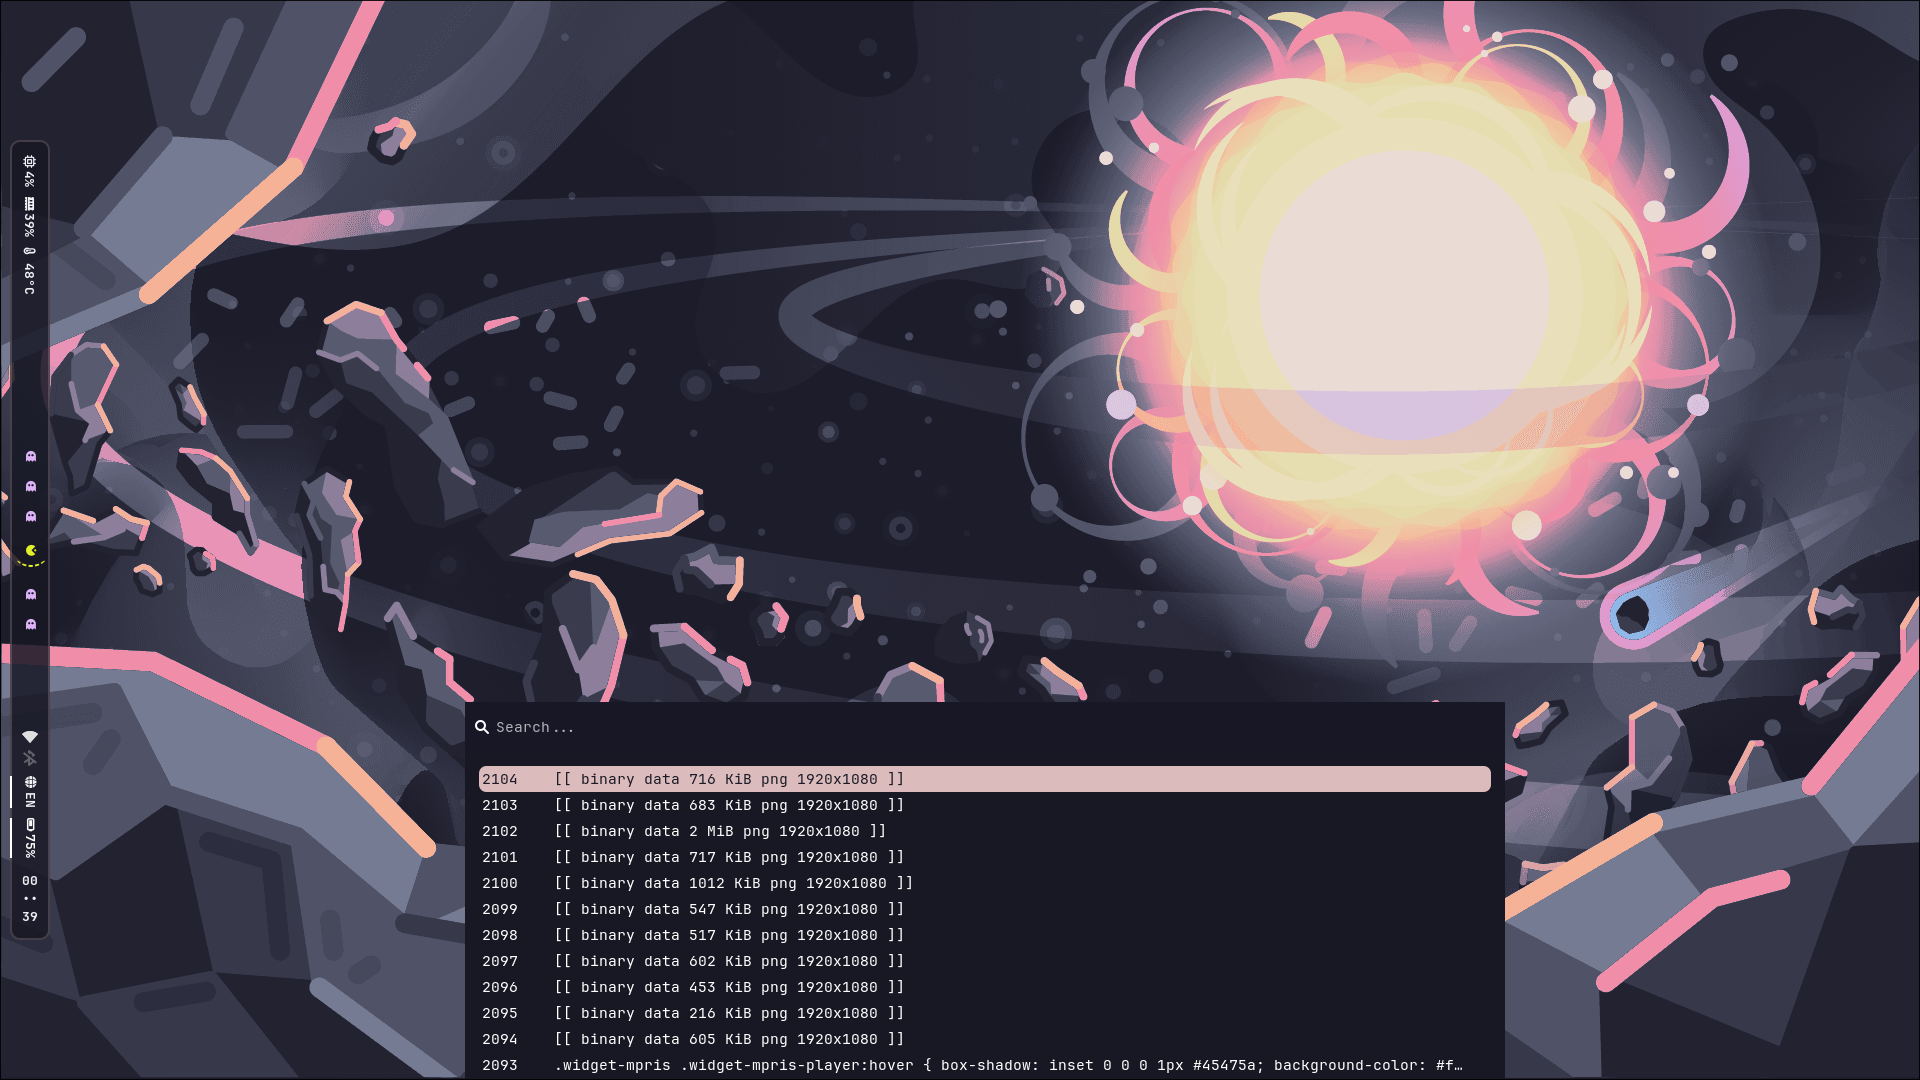 4%
39%
48°C
EN
75%
00
39
Search...
2104 [[ binary data 716 KiB png 1920x1080 ]]
2103 [[ binary data 683 KiB png 1920x1080 ]]
2102 [[ binary data 2 MiB png 1920x1080 ]]
2101 [[ binary data 717 KiB png 1920x1080 ]]
2100 [[ binary data 1012 KiB png 1920x1080 ]]
2099 [[ binary data 547 KiB png 1920x1080 ]]
2098 [[ binary data 517 KiB png 1920x1080 ]]
2097 [[ binary data 602 KiB png 1920x1080 ]]
2096 [[ binary data 453 KiB png 1920x1080 ]]
2095 [[ binary data 216 KiB png 1920x1080 ]]
2094 [[ binary data 605 KiB png 1920x1080 ]]
2093 .widget-mpris .widget-mpris-player:hover { box-shadow: inset 0 0 0 1px #45475a; background-color: #f…